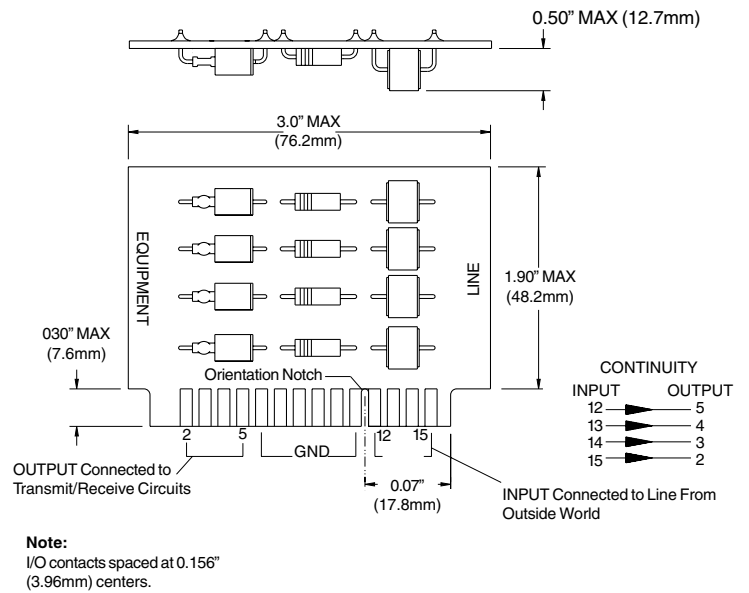 0.50” MAX (12.7mm)
3.0” MAX
(76.2mm)
EQUIPMENT
LINE
1.90” MAX
(48.2mm)
030” MAX
(7.6mm)
Orientation Notch
CONTINUITY
INPUT OUTPUT
12 5
13 4
14 3
15 2
2 5 12 15
GND
OUTPUT Connected to
Transmit/Receive Circuits
0.07”
(17.8mm)
INPUT Connected to Line From
Outside World
Note:
I/O contacts spaced at 0.156”
(3.96mm) centers.